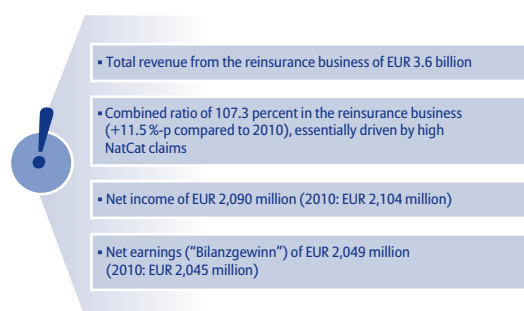 ▪ Total revenue from the reinsurance business of EUR 3.6 billion
▪ Combined ratio of 107.3 percent in the reinsurance business
(+11.5 %-p compared to 2010), essentially driven by high
NatCat claims
▪ Net income of EUR 2,090 million (2010: EUR 2,104 million)
▪ Net earnings (”Bilanzgewinn”) of EUR 2,049 million
(2010: EUR 2,045 million)